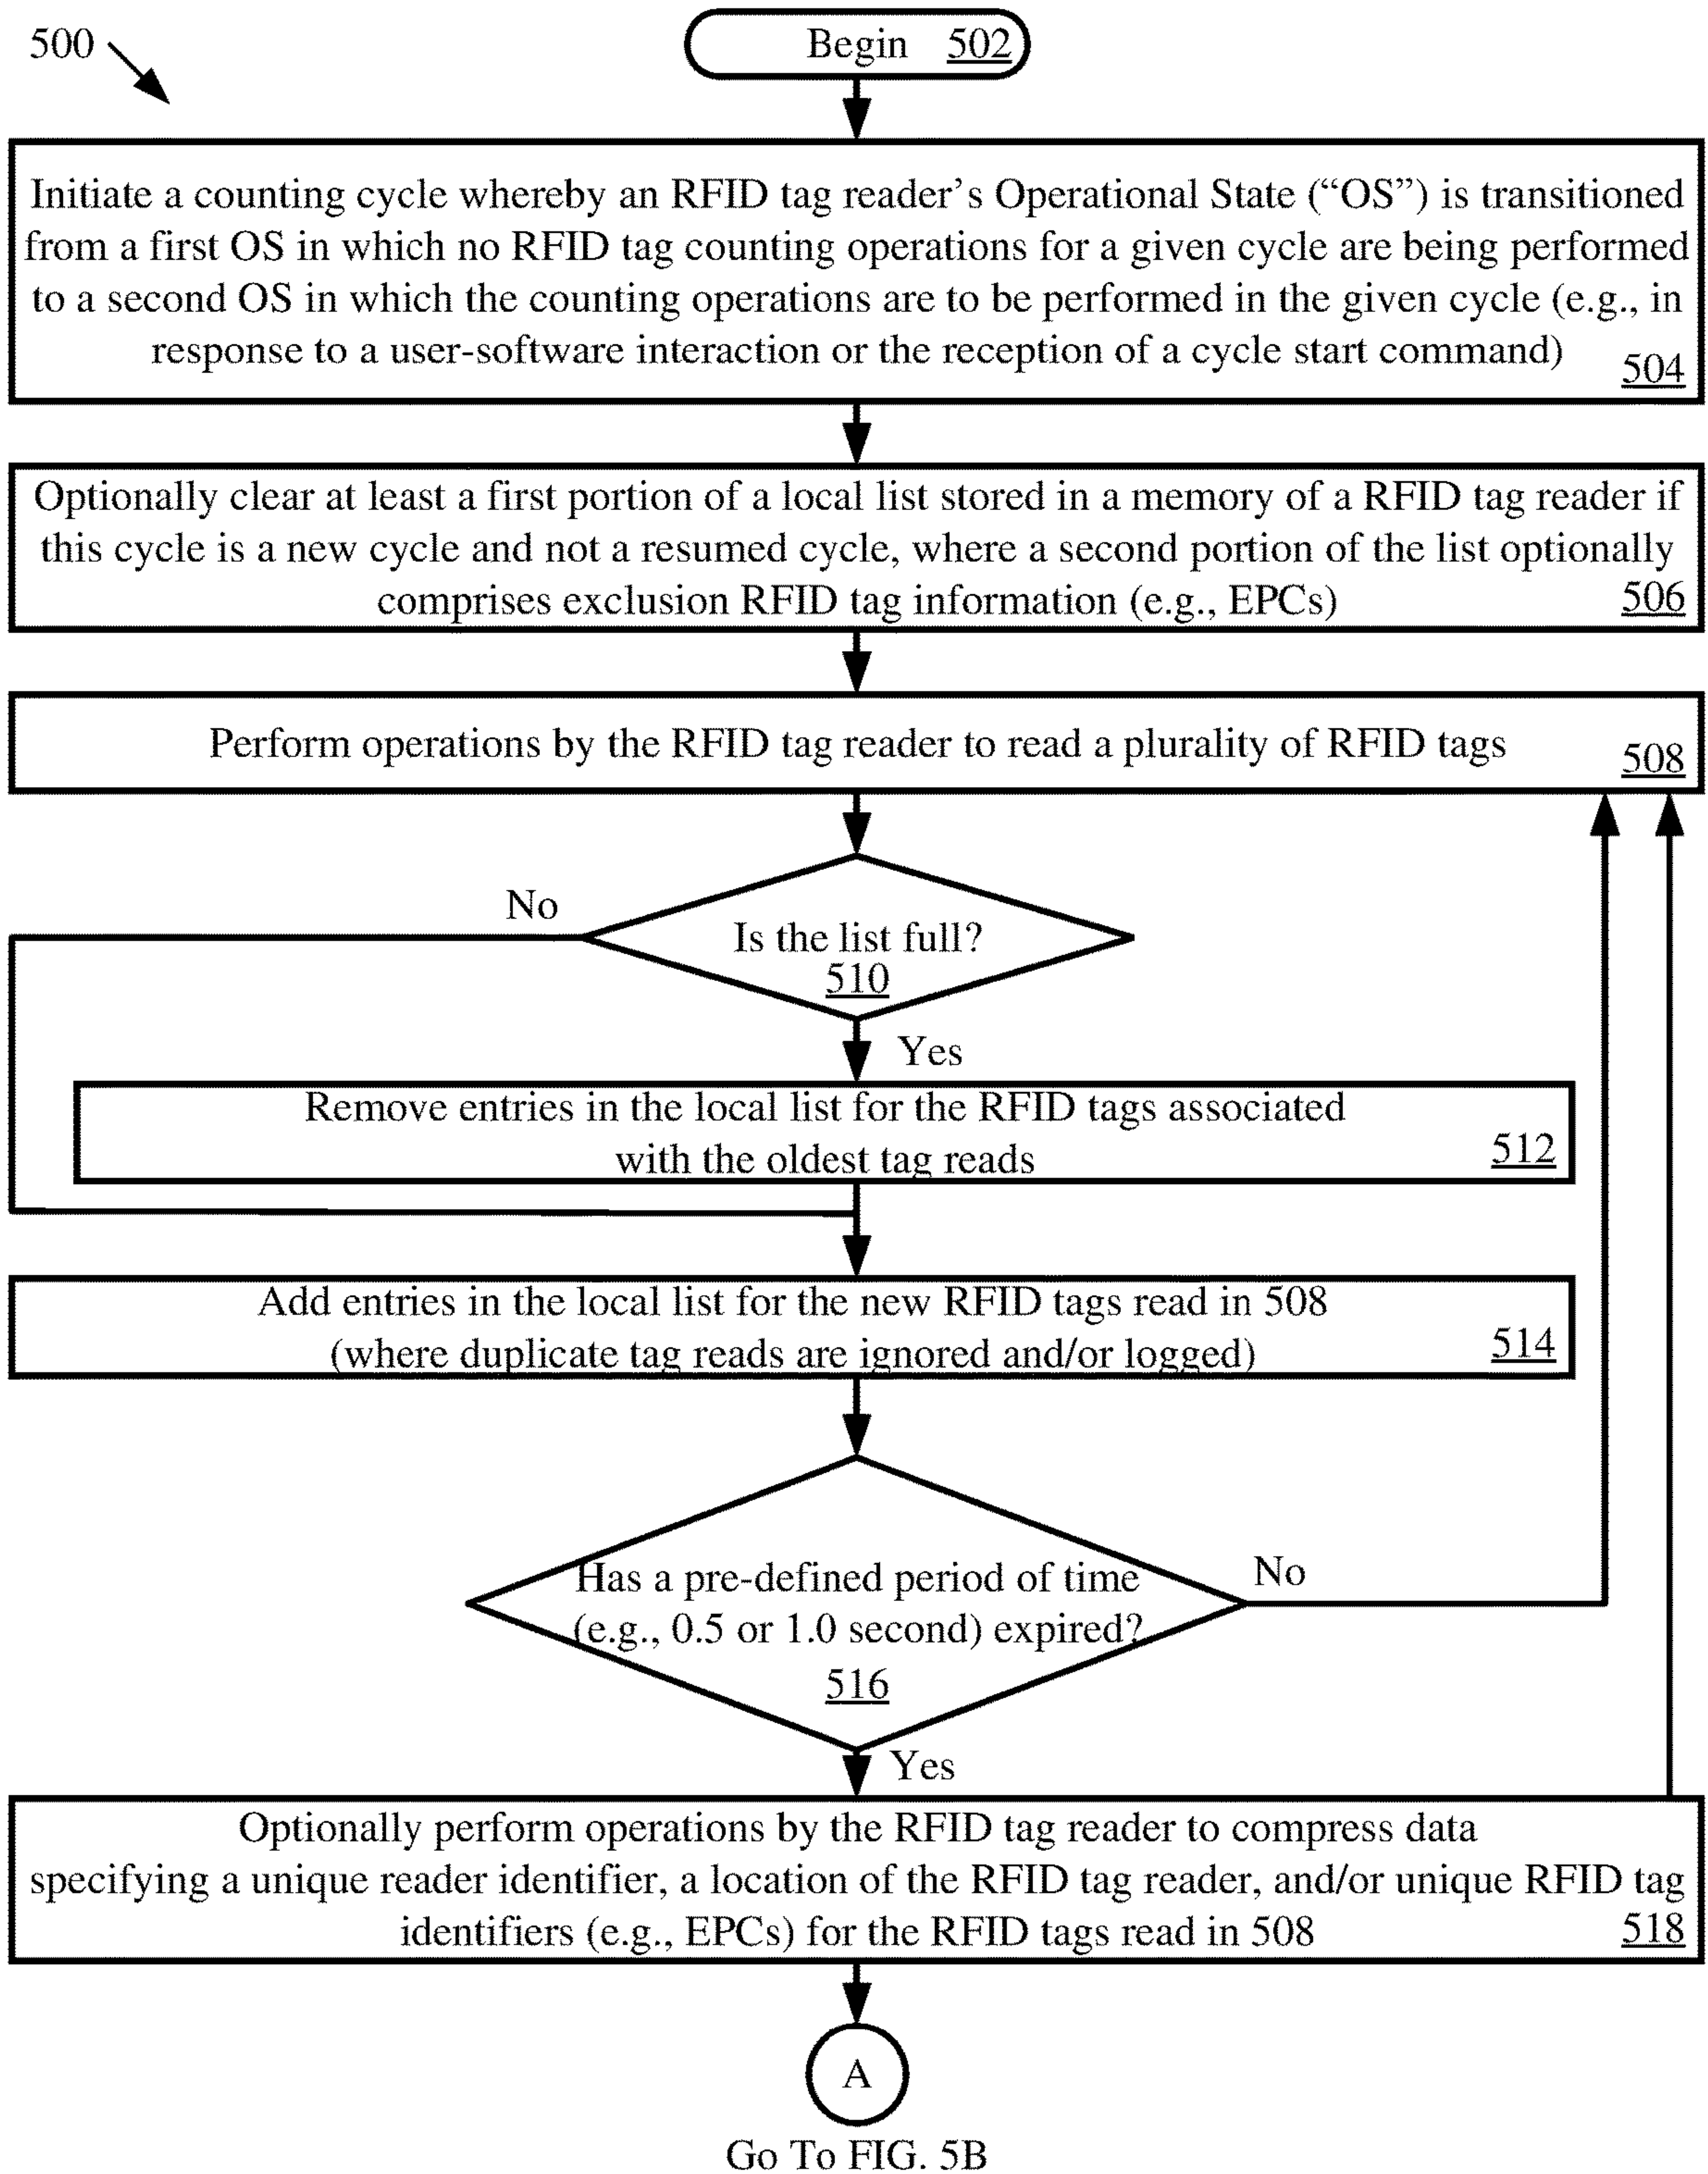 500
Begin 502
Initiate a counting cycle whereby an RFID tag reader’s Operational State (“OS”) is transitioned
from a first OS in which no RFID tag counting operations for a given cycle are being performed
to a second OS in which the counting operations are to be performed in the given cycle (e.g., in
response to a user-software interaction or the reception of a cycle start command)
504
Optionally clear at least a first portion of a local list stored in a memory of a RFID tag reader if
this cycle is a new cycle and not a resumed cycle, where a second portion of the list optionally
comprises exclusion RFID tag information (e.g., EPCs)
506
Perform operations by the RFID tag reader to read a plurality of RFID tags
508
No
Is the list full?
510
Yes
Remove entries in the local list for the RFID tags associated
with the oldest tag reads
512
Add entries in the local list for the new RFID tags read in 508
(where duplicate tag reads are ignored and/or logged)
514
Has a pre-defined period of time
(e.g., 0.5 or 1.0 second) expired?
516
No
Yes
Optionally perform operations by the RFID tag reader to compress data
specifying a unique reader identifier, a location of the RFID tag reader, and/or unique RFID tag
identifiers (e.g., EPCs) for the RFID tags read in 508
518
A
Go To FIG. 5B